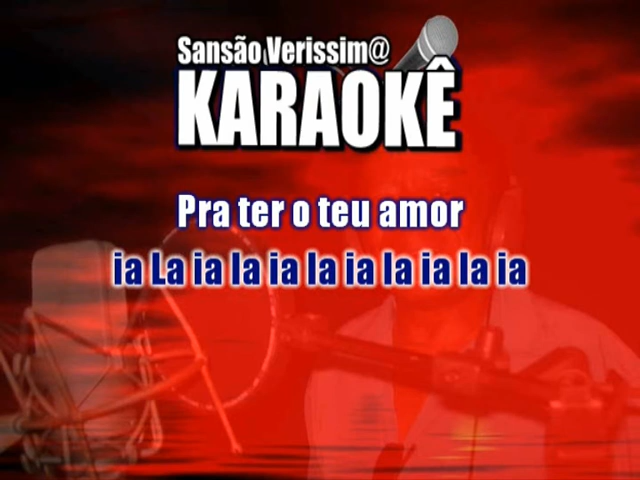 Sansão Verissim@
KARAOKÊ
Pra ter o teu amor
ia La ia la ia la ia la ia la ia